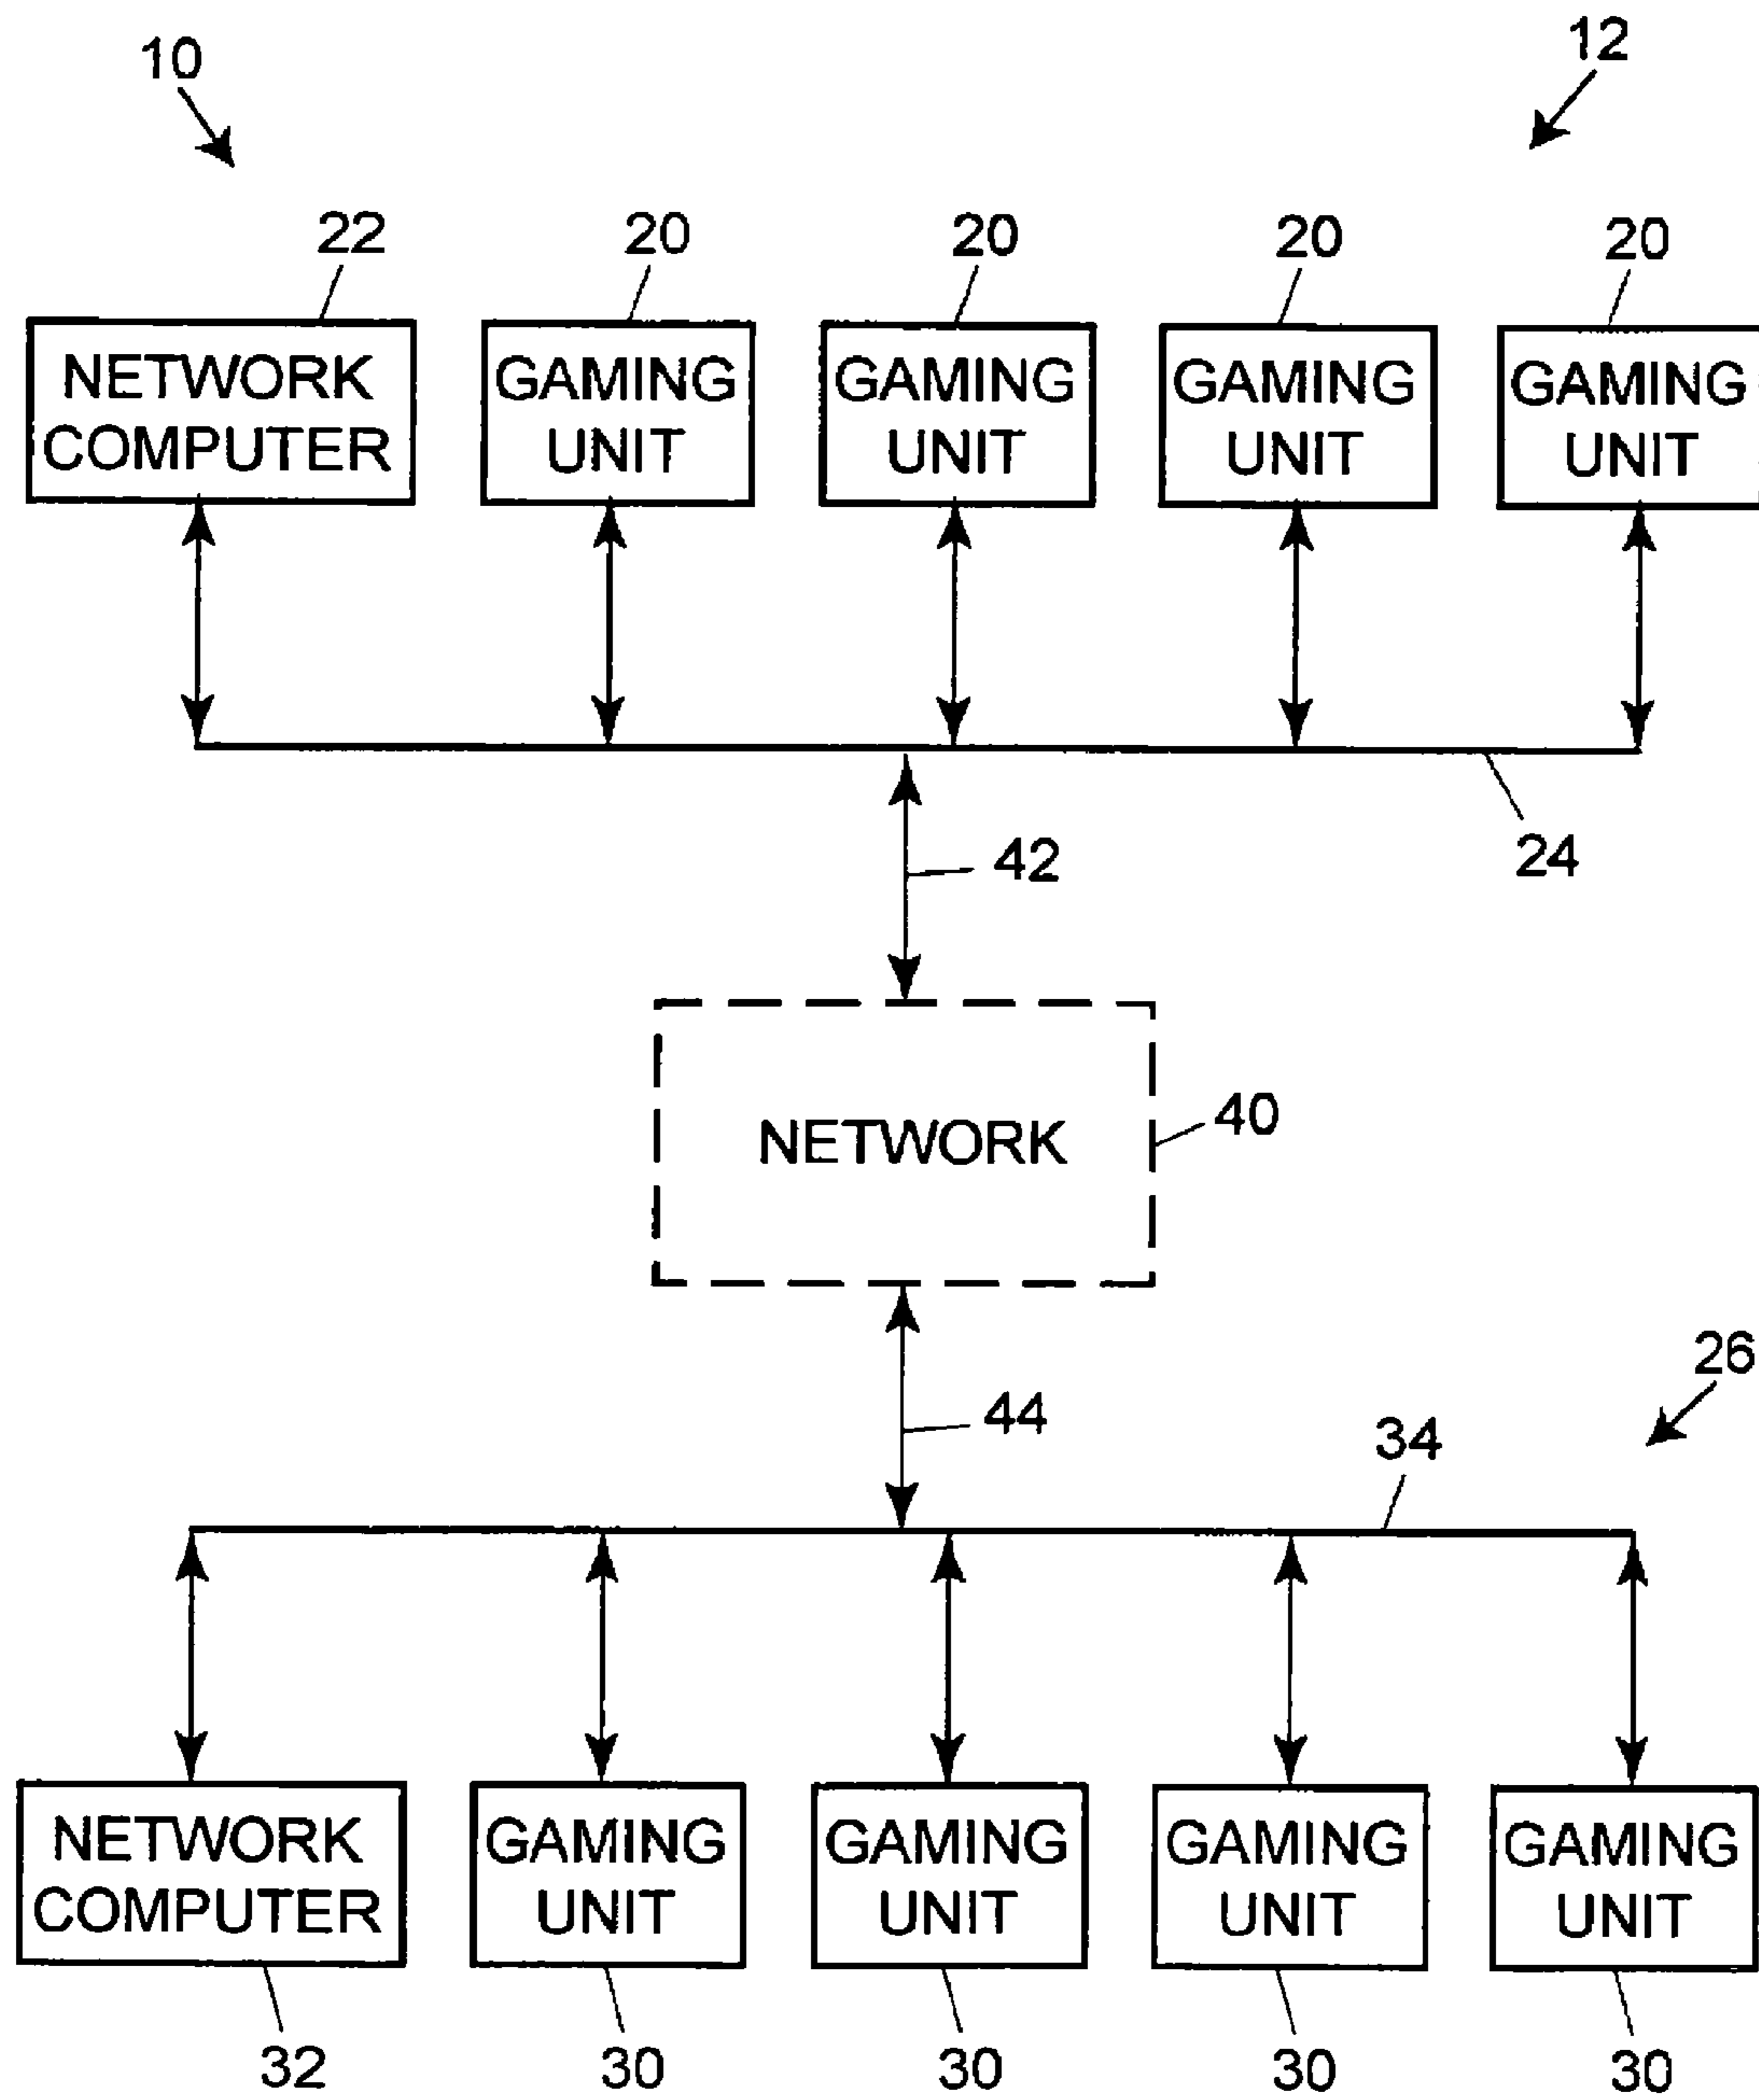 10
12
22
20
20
20
20
NETWORK
COMPUTER
GAMING
UNIT
GAMING
UNIT
GAMING
UNIT
GAMING
UNIT
24
42
NETWORK
40
44
26
34
NETWORK
COMPUTER
GAMING
UNIT
GAMING
UNIT
GAMING
UNIT
GAMING
UNIT
32
30
30
30
30